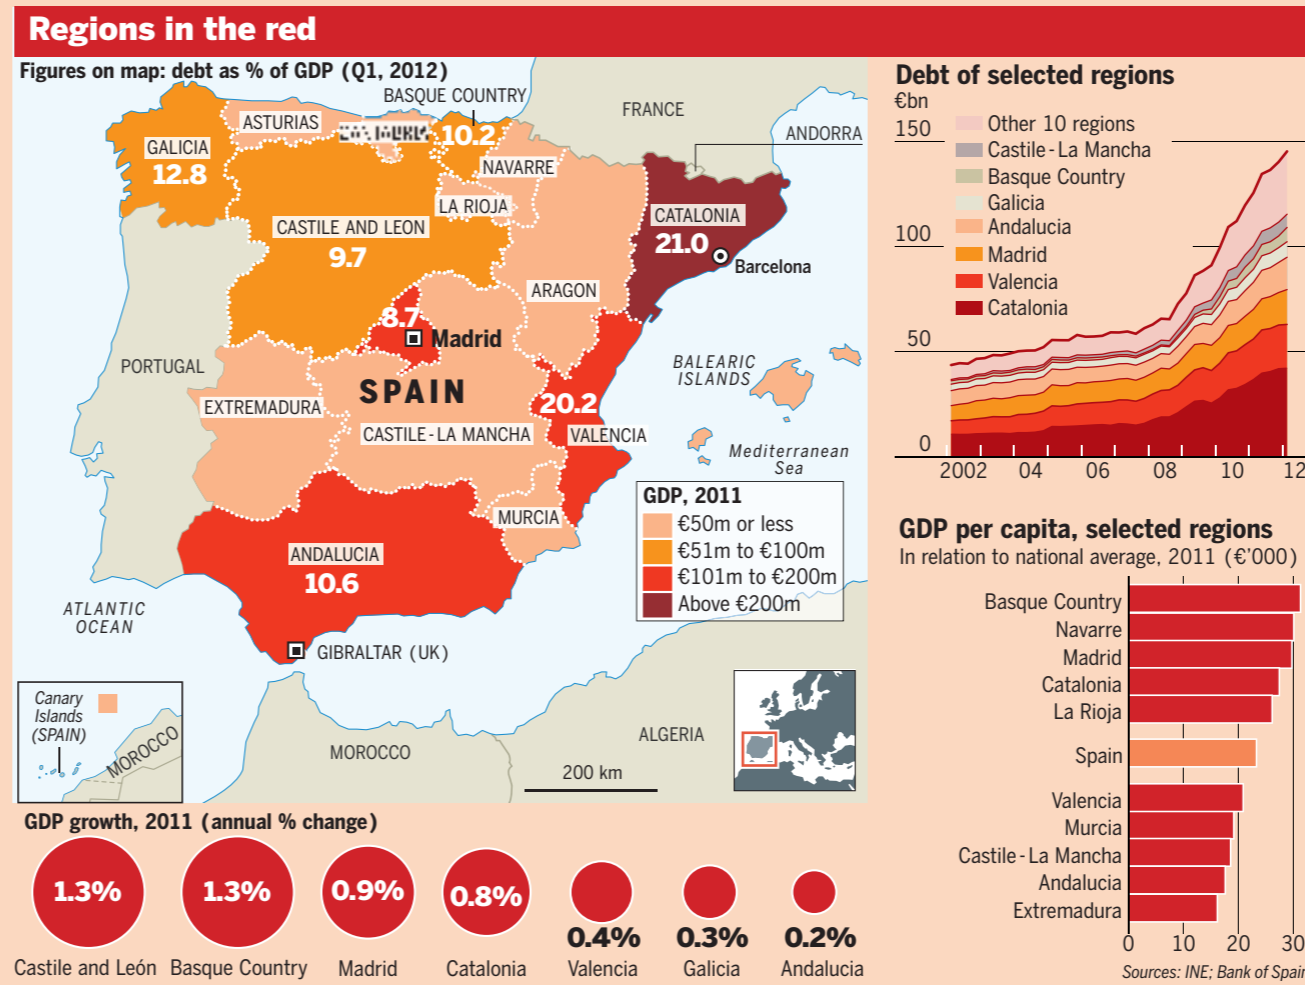 Regions in the red
Figures on map: debt as % of GDP (Q1, 2012)
BASQUE COUNTRY
10.2
FRANCE
ANDORRA
ASTURIAS
GALICIA
12.8
NAVARRE
LA RIOJA
CASTILE AND LEON
9.7
CATALONIA
21.0
Barcelona
ARAGON
8.7
Madrid
PORTUGAL
SPAIN
BALEARIC
ISLANDS
EXTREMADURA
20.2
CASTILE-LA MANCHA
VALENCIA
Mediterranean
Sea
MURCIA
ANDALUCIA
10.6
GDP, 2011
€50m or less
€51m to €100m
€101m to €200m
Above €200m
ATLANTIC
OCEAN
GIBRALTAR (UK)
Canary
Islands
(SPAIN)
MOROCCO
MOROCCO
ALGERIA
200 km
Debt of selected regions
€bn
150
100
50
0
Other 10 regions
Castile-La Mancha
Basque Country
Galicia
Andalucia
Madrid
Valencia
Catalonia
2002 04 06 08 10 12
GDP per capita, selected regions
In relation to national average, 2011 (€'000)
Basque Country
Navarre
Madrid
Catalonia
La Rioja
Spain
Valencia
Murcia
Castile-La Mancha
Andalucia
Extremadura
0 10 20 30
Sources: INE; Bank of Spain
GDP growth, 2011 (annual % change)
1.3% 1.3% 0.9% 0.8% 0.4% 0.3% 0.2%
Castile and León Basque Country Madrid Catalonia Valencia Galicia Andalucia